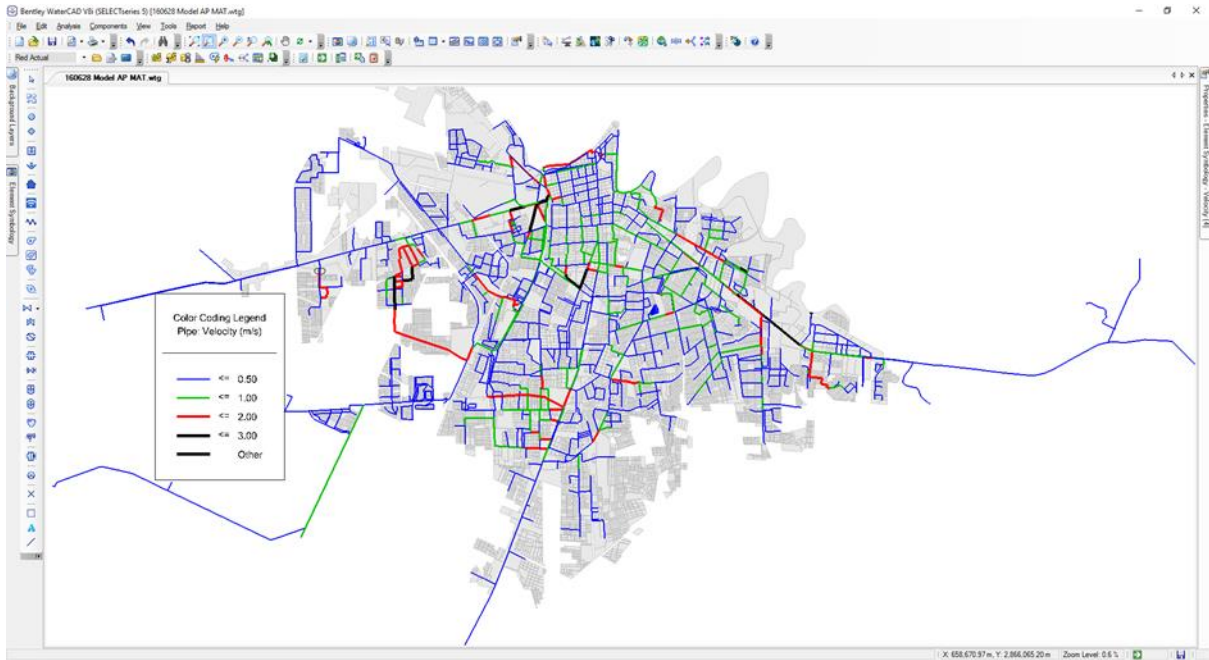 Bentley WaterCAD V8i (SELECTseries 5) [160628 Model AP MAT.wtg]
File Edit Analysis Components View Tools Report Help
Red Actual
160628 Model AP MAT.wtg
Background Layers
Element Symbology
Properties - Element Symbology - Velocity (4)
Color Coding Legend
Pipe: Velocity (m/s)
<= 0.50
<= 1.00
<= 2.00
<= 3.00
Other
X: 658,670.97 m, Y: 2,866,065.20 m Zoom Level: 0.6 %